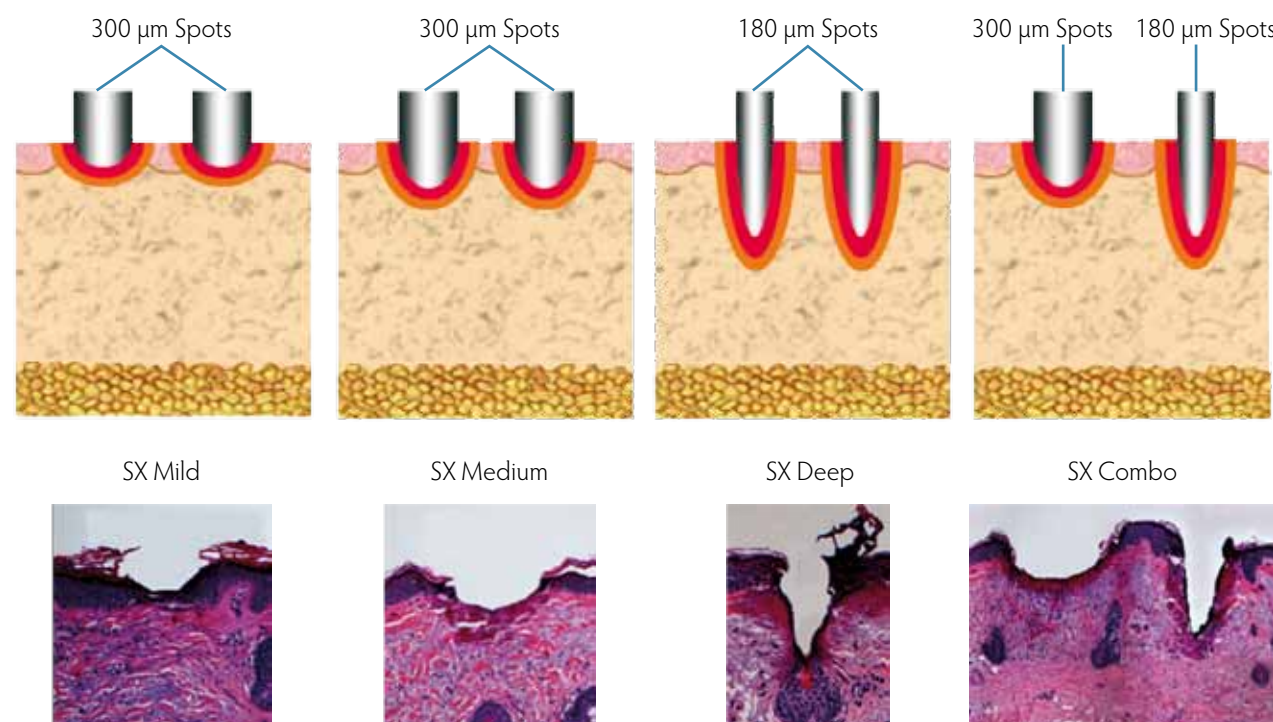 300 µm Spots
300 µm Spots
180 µm Spots
300 µm Spots
180 µm Spots
SX Mild
SX Medium
SX Deep
SX Combo